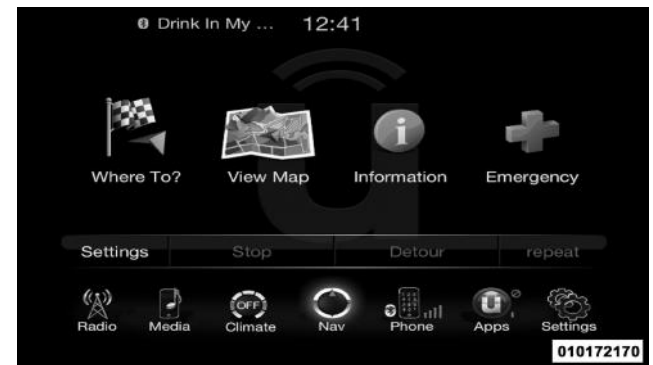 Drink In My ... 12:41
Where To? View Map Information Emergency
Settings Stop Detour repeat
OFF
Radio Media Climate Nav Phone Apps Settings
010172170